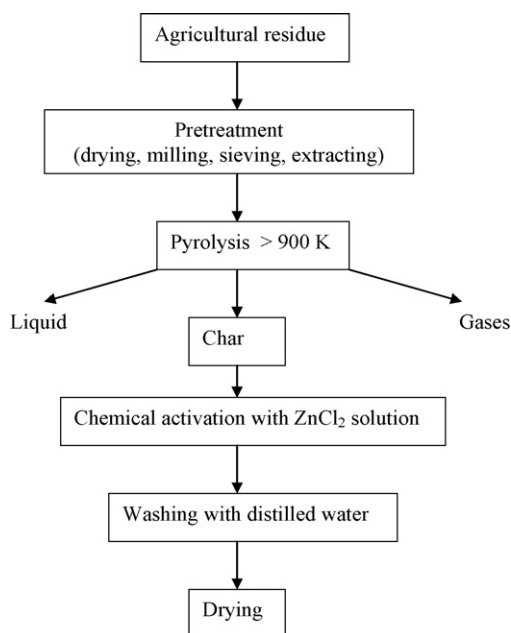 Agricultural residue
Pretreatment
(drying, milling, sieving, extracting)
Pyrolysis > 900 K
Liquid
Gases
Char
Chemical activation with ZnCl₂ solution
Washing with distilled water
Drying